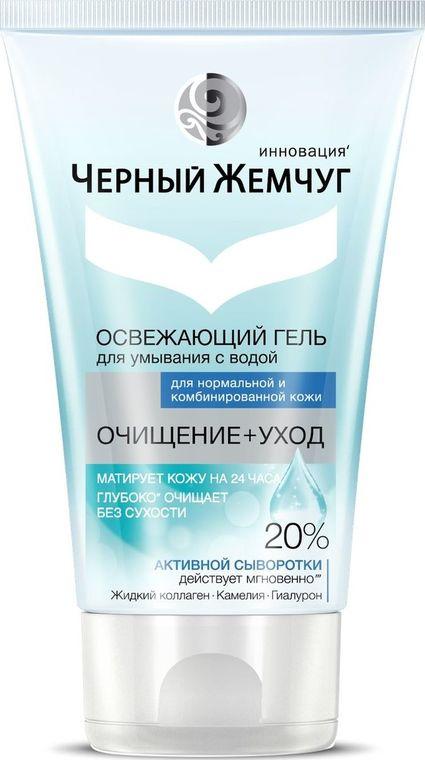 инновация'
ЧЕРНЫЙ ЖЕМЧУГ
ОСВЕЖАЮЩИЙ ГЕЛЬ
для умывания с водой
для нормальной и
комбинированной кожи
ОЧИЩЕНИЕ+УХОД
МАТИРУЕТ КОЖУ НА 24 ЧАСА
ГЛУБОКО" ОЧИЩАЕТ
БЕЗ СУХОСТИ
20%
АКТИВНОЙ СЫВОРОТКИ
действует мгновенно'''
Жидкий коллаген · Камелия · Гиалурон